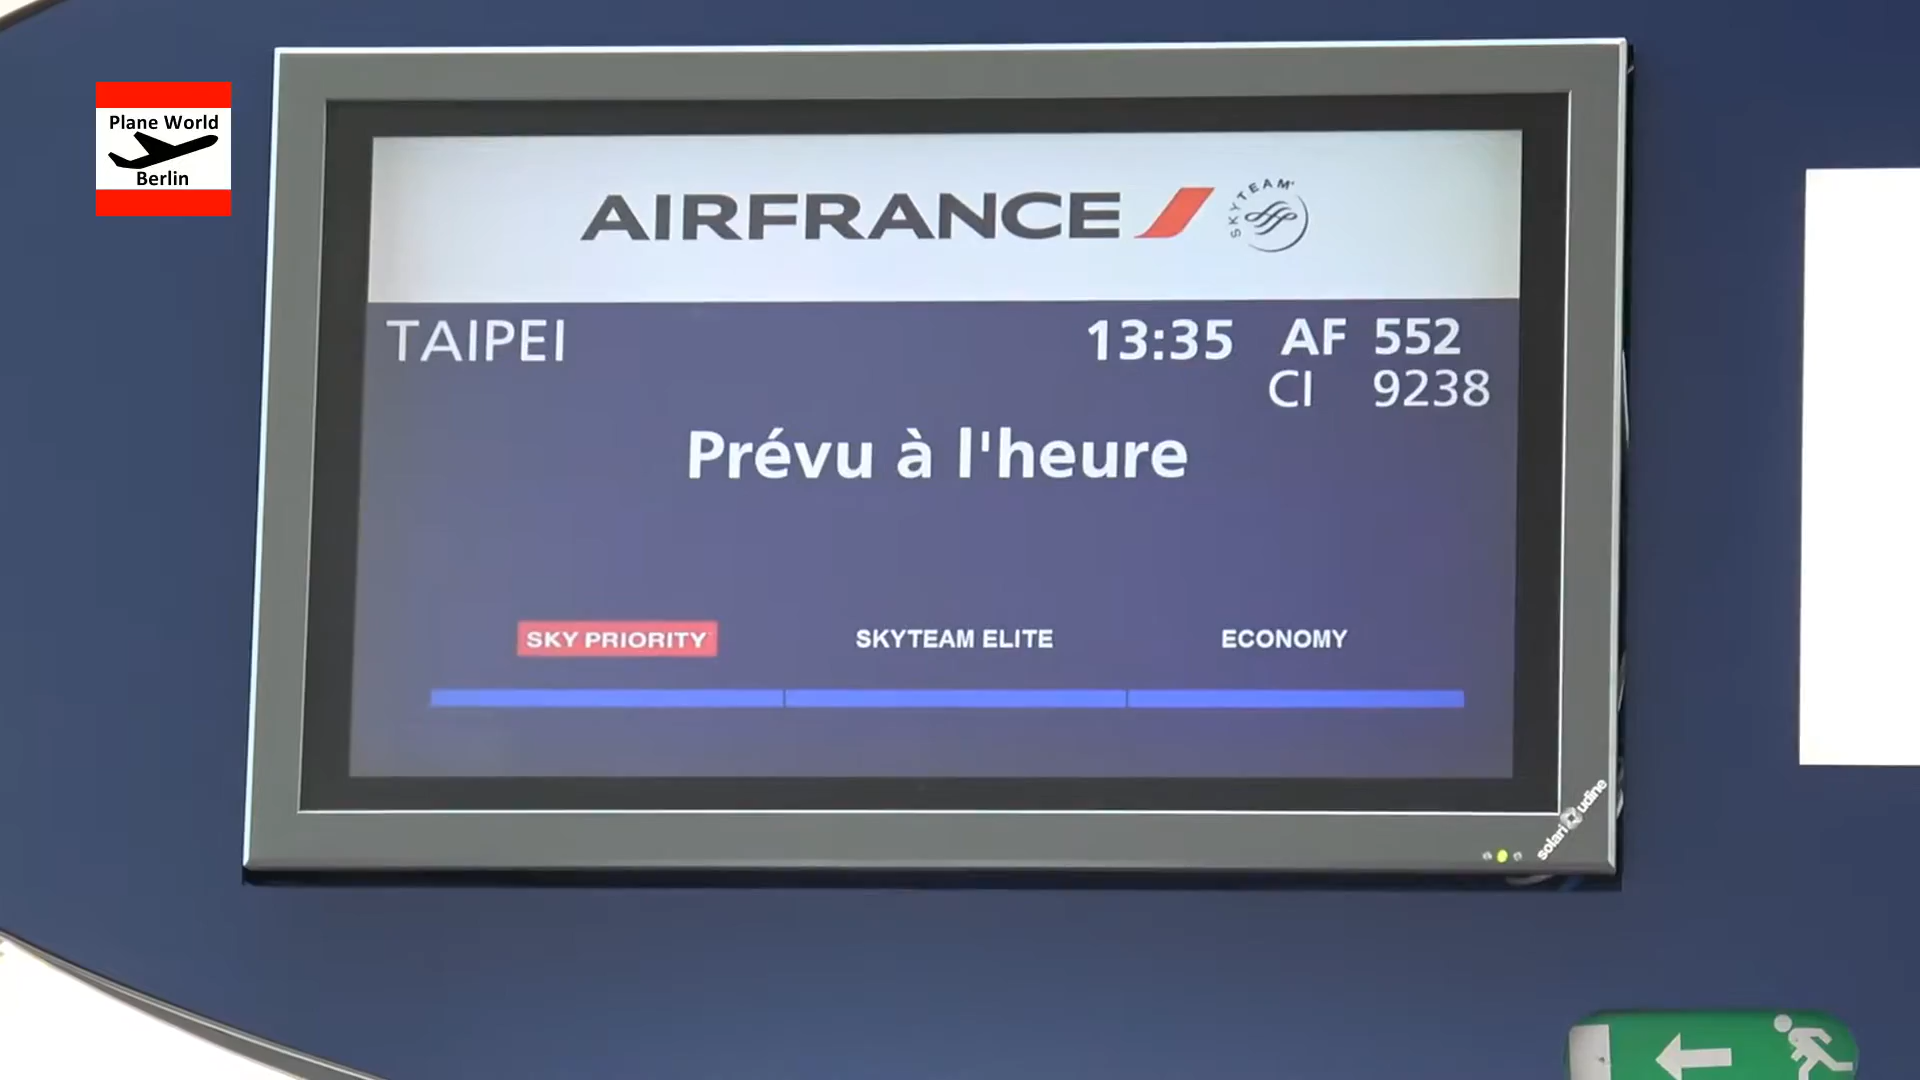 Plane World
Berlin
AIRFRANCE
SKYTEAM
TAIPEI 13:35 AF 552
CI 9238
Prévu à l'heure
SKY PRIORITY SKYTEAM ELITE ECONOMY
solari udine